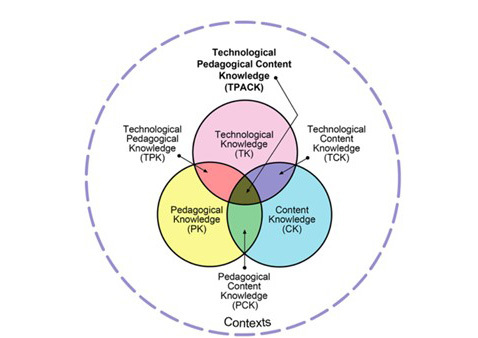 Technological
Pedagogical Content
Knowledge
(TPACK)
Technological
Pedagogical
Knowledge
(TPK)
Technological
Knowledge
(TK)
Technological
Content
Knowledge
(TCK)
Pedagogical
Knowledge
(PK)
Content
Knowledge
(CK)
Pedagogical
Content
Knowledge
(PCK)
Contexts